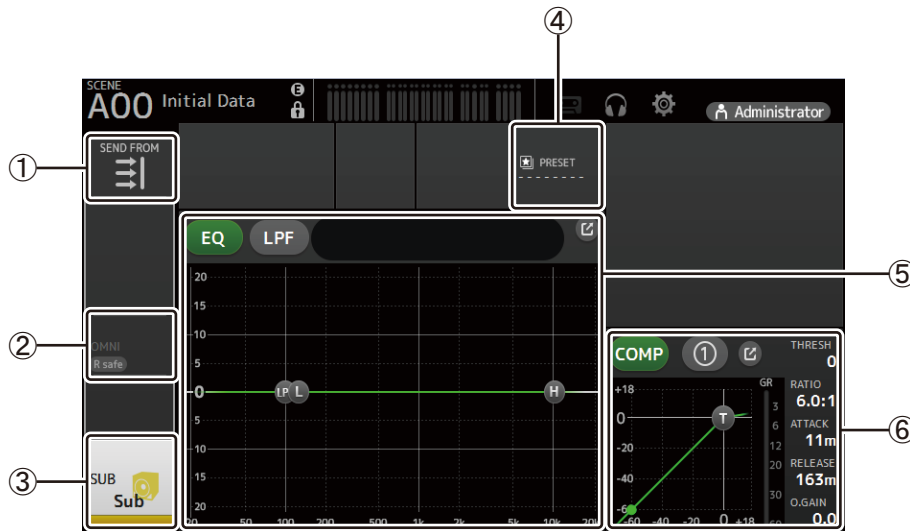 ④
SCENE
A00 Initial Data
E
Administrator
①
SEND FROM
PRESET
--------
EQ LPF
⑤
20
15
10
5
0
5
10
15
20
LP L H
20 50 100 200 500 1k 2k 5k 10k 20k
②
OMNI
R safe
③
SUB
Sub
⑥
COMP ①
THRESH
0
RATIO
6.0:1
ATTACK
11m
RELEASE
163m
O.GAIN
0.0
GR
3
6
12
20
30
+18
0
-20
-40
T
-60 -40 -20 0 +18